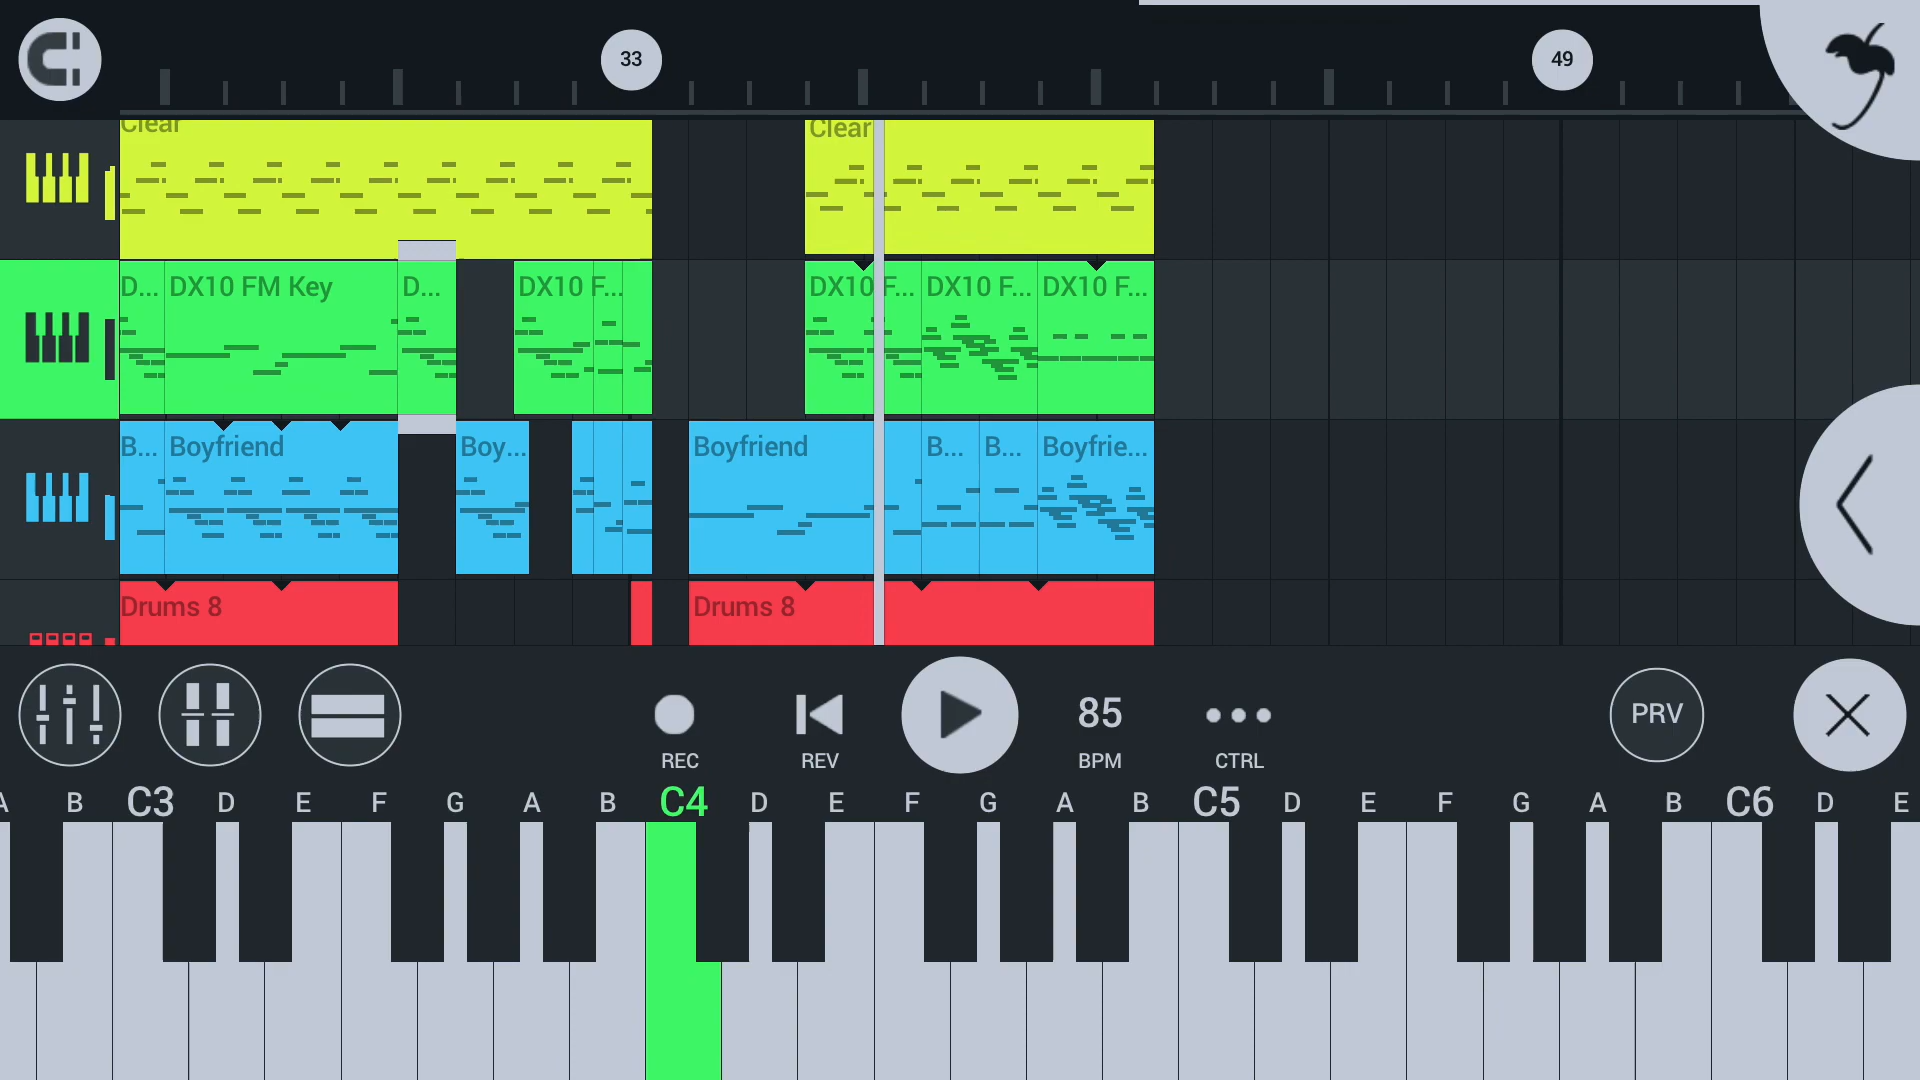 33
49
Clear
Clear
D...
DX10 FM Key
D...
DX10 F...
DX10 F...
DX10 F...
DX10 F...
B...
Boyfriend
Boy...
Boyfriend
B...
B...
Boyfrie...
Drums 8
Drums 8
85
PRV
REC
REV
BPM
CTRL
A B C3 D E F G A B C4 D E F G A B C5 D E F G A B C6 D E